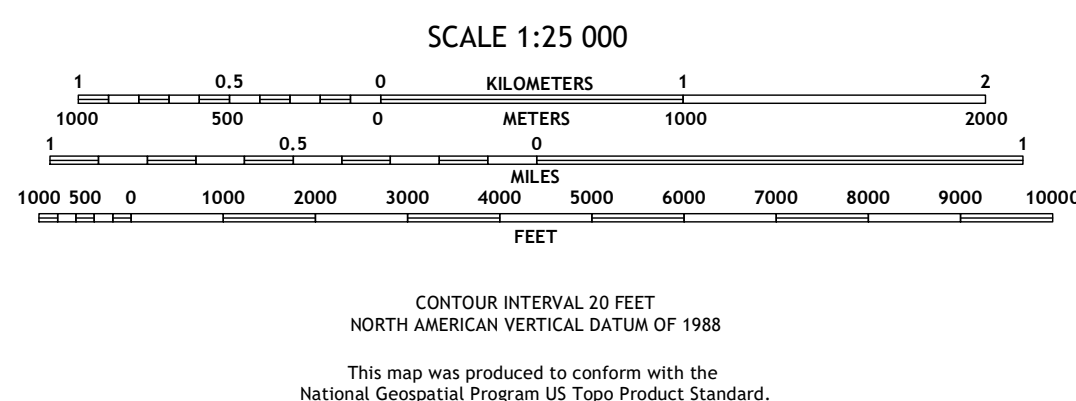 SCALE 1:25 000
1 0.5 0 KILOMETERS 1 2
1000 500 0 METERS 1000 2000
1 0.5 0 1
MILES
1000 500 0 1000 2000 3000 4000 5000 6000 7000 8000 9000 10000
FEET
CONTOUR INTERVAL 20 FEET
NORTH AMERICAN VERTICAL DATUM OF 1988
This map was produced to conform with the
National Geospatial Program US Topo Product Standard.